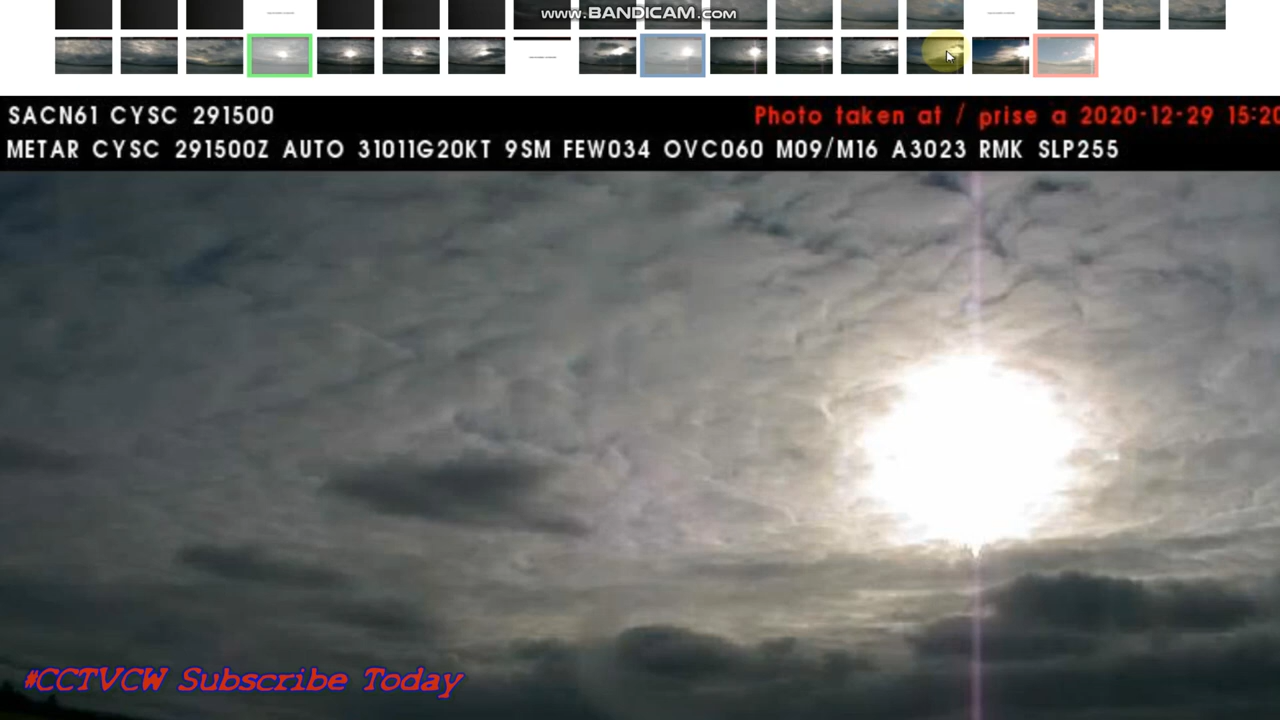 www.BANDICAM.com
SACN61 CYSC 291500
Photo taken at / prise a 2020-12-29 15:20
METAR CYSC 291500Z AUTO 31011G20KT 9SM FEW034 OVC060 M09/M16 A3023 RMK SLP255
#CCTVCW Subscribe Today